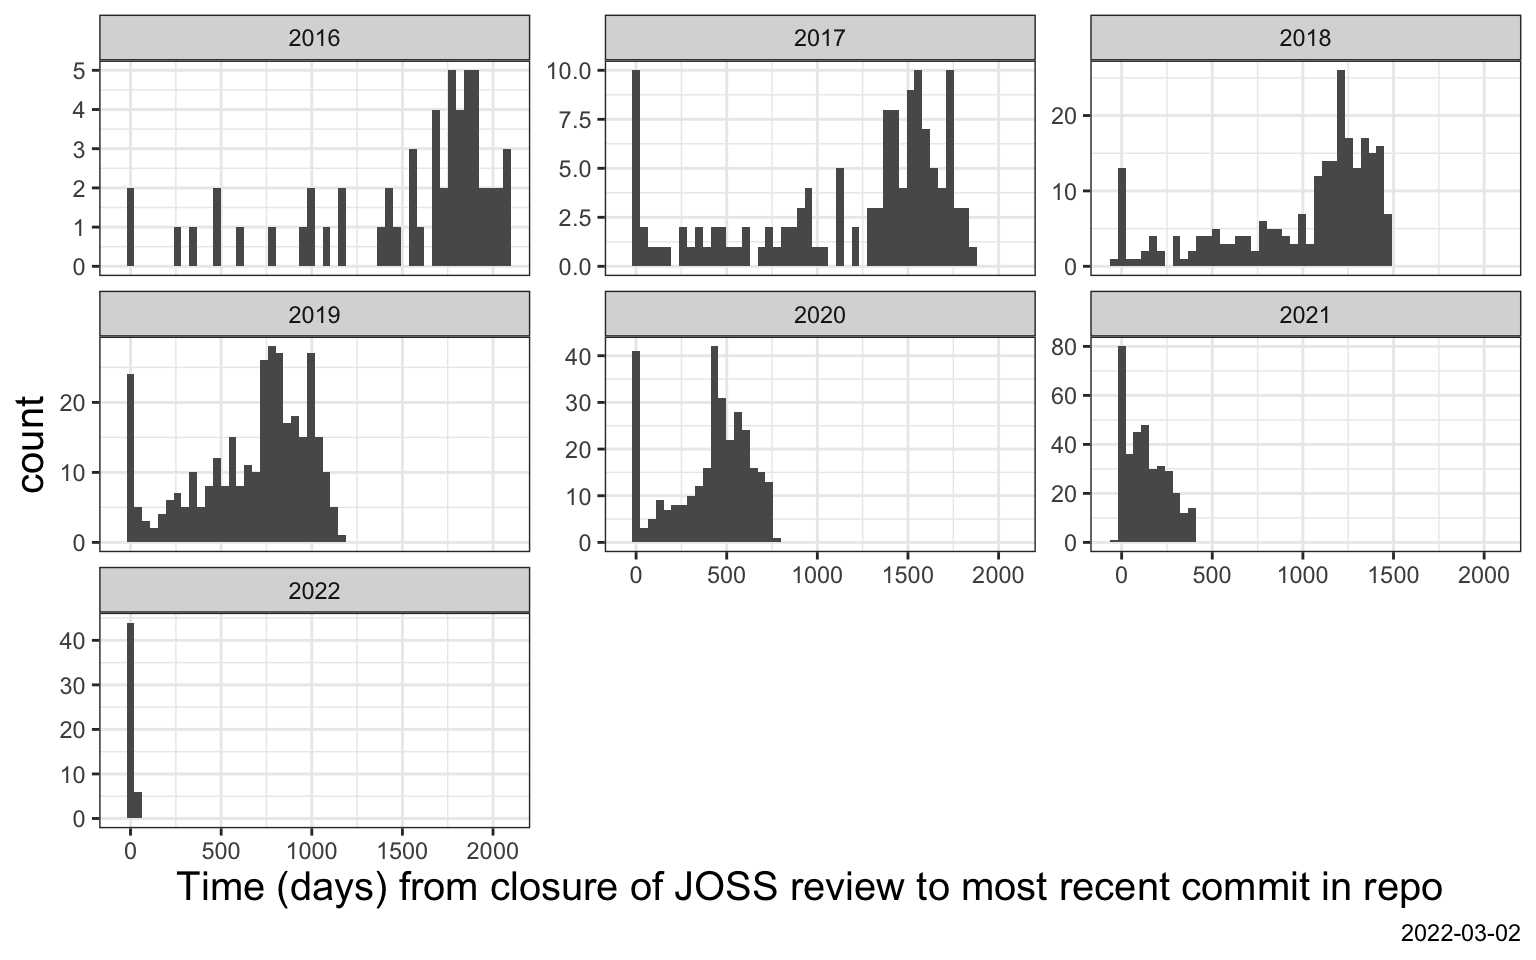 2016 2017 2018
5 4 3 2 1 0
10.0 7.5 5.0 2.5 0.0
20 10 0
2019 2020 2021
count
20 10 0
40 30 20 10 0
80 60 40 20 0
0 500 1000 1500 2000
0 500 1000 1500 2000
2022
40 30 20 10 0
0 500 1000 1500 2000
Time (days) from closure of JOSS review to most recent commit in repo
2022-03-02